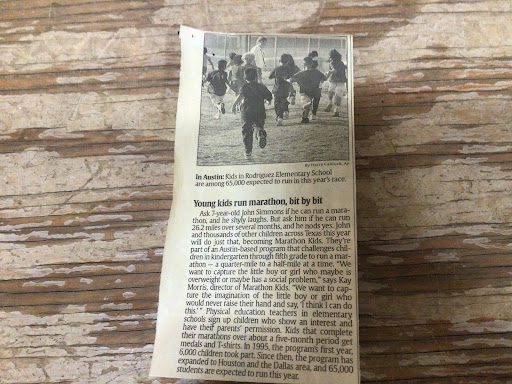 By Harry Cabluck, AP
In Austin: Kids in Rodriguez Elementary School
are among 65,000 expected to run in this year's race.
Young kids run marathon, bit by bit
Ask 7-year-old John Simmons if he can run a mara-
thon, and he shyly laughs. But ask him if he can run
26.2 miles over several months, and he nods yes. John
and thousands of other children across Texas this year
will do just that, becoming Marathon Kids. They're
part of an Austin-based program that challenges chil-
dren in kindergarten through fifth grade to run a mar-
athon — a quarter-mile to a half-mile at a time. "We
want to capture the little boy or girl who maybe is
overweight or maybe has a social problem," says Kay
Morris, director of Marathon Kids. "We want to cap-
ture the imagination of the little boy or girl who
would never raise their hand and say, 'I think I can do
this.' " Physical education teachers in elementary
schools sign up children who show an interest and
have their parents' permission. Kids that complete
their marathons over about a five-month period get
medals and T-shirts. In 1995, the program's first year,
6,000 children took part. Since then, the program has
expanded to Houston and the Dallas area, and 65,000
students are expected to run this year.